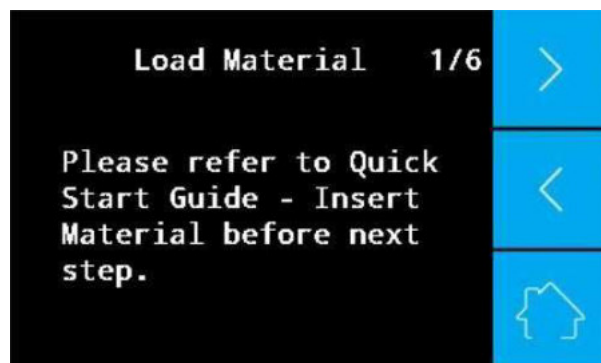 Load Material 1/6
Please refer to Quick
Start Guide - Insert
Material before next
step.